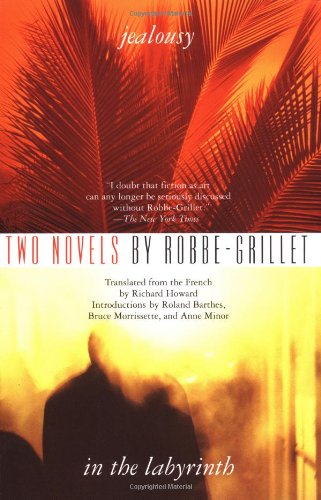 jealousy
"I doubt that fiction as art
can any longer be seriously discussed
without Robbe-Grillet."
—The New York Times
TWO NOVELS BY ROBBE-GRILLET
Translated from the French
by Richard Howard
Introductions by Roland Barthes,
Bruce Morrissette, and Anne Minor
in the labyrinth